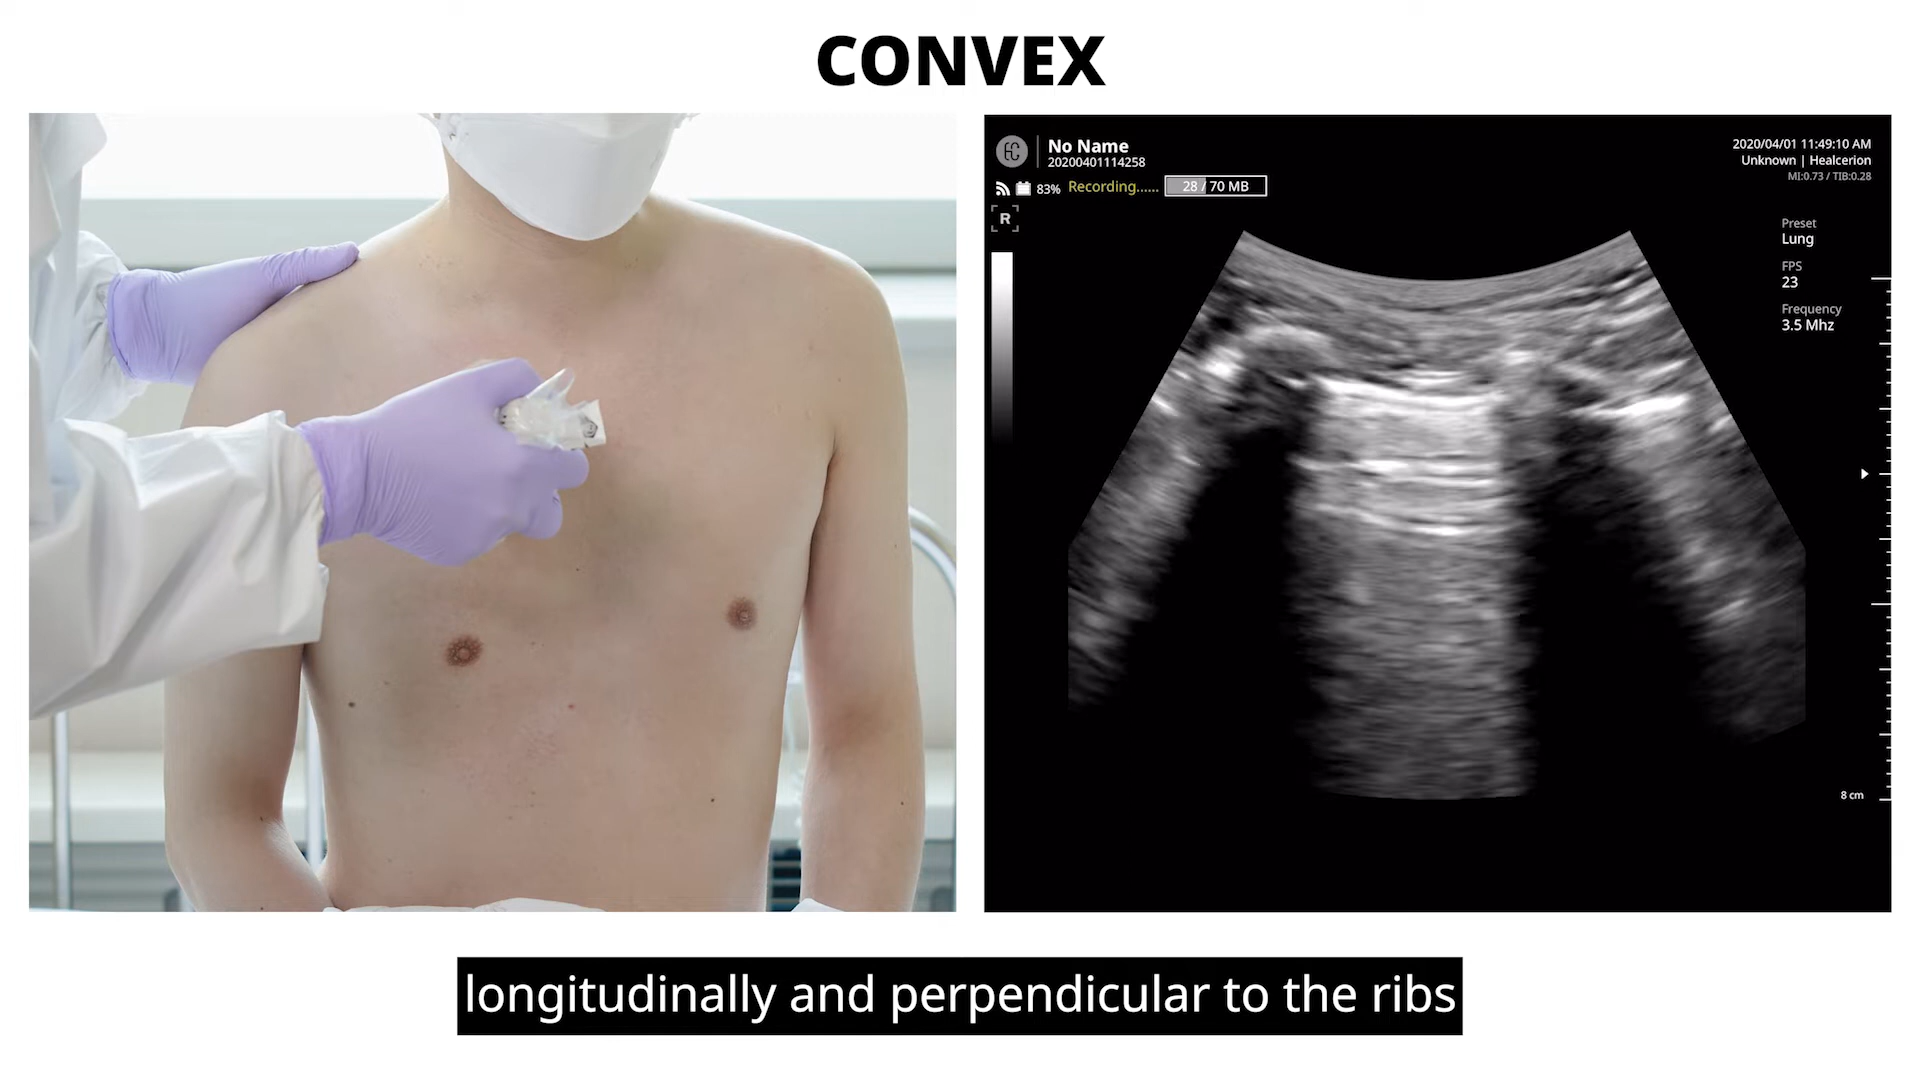 CONVEX
No Name
20200401114258
83% Recording...... 28 / 70 MB
R
2020/04/01 11:49:10 AM
Unknown | Healcerion
MI:0.73 / TIB:0.28
Preset
Lung
FPS
23
Frequency
3.5 Mhz
8 cm
longitudinally and perpendicular to the ribs